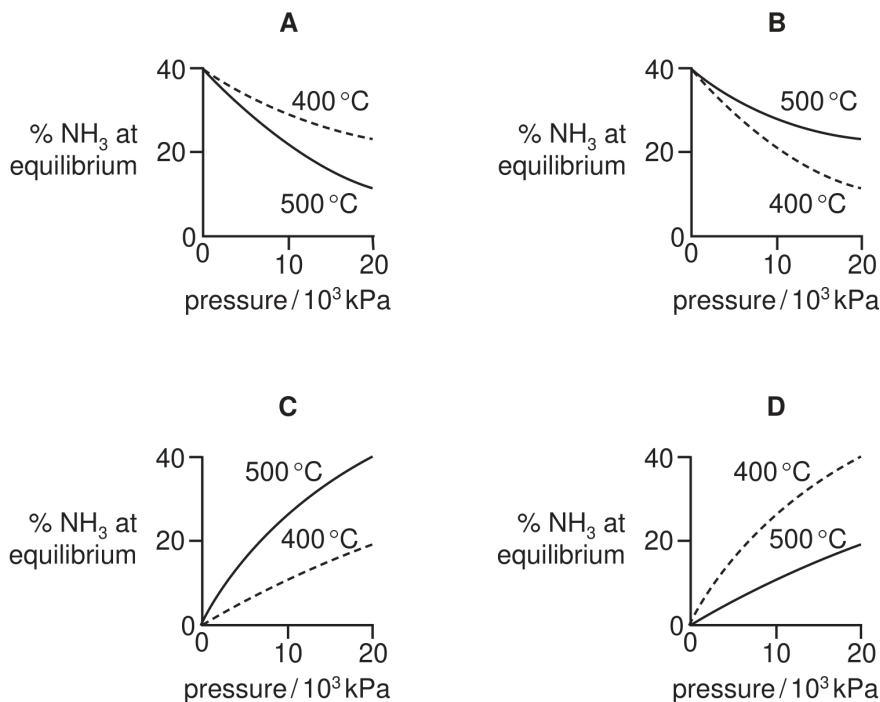 A
40
400 °C
% NH3 at
equilibrium
20
500 °C
0
0
10
20
pressure / 10³ kPa
B
40
500 °C
% NH3 at
equilibrium
20
400 °C
0
0
10
20
pressure / 10³ kPa
C
40
500 °C
% NH3 at
equilibrium
20
400 °C
0
0
10
20
pressure / 10³ kPa
D
40
400 °C
% NH3 at
equilibrium
20
500 °C
0
0
10
20
pressure / 10³ kPa